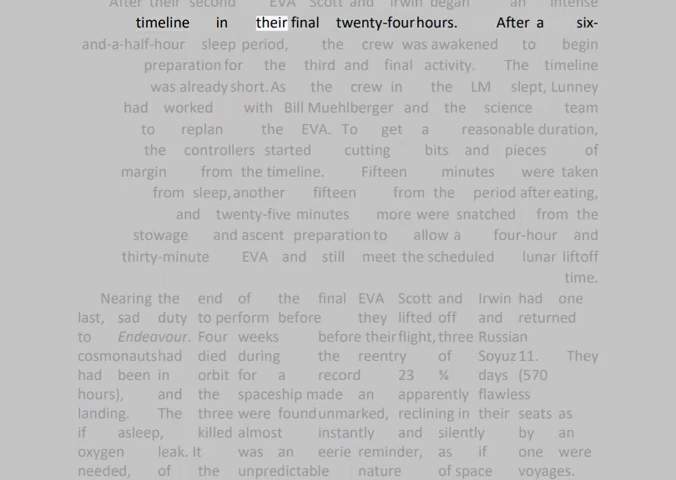 After their second EVA Scott and Irwin began an intense
timeline in their final twenty-four hours. After a six-
and-a-half-hour sleep period, the crew was awakened to begin
preparation for the third and final activity. The timeline
was already short. As the crew in the LM slept, Lunney
had worked with Bill Muehlberger and the science team
to replan the EVA. To get a reasonable duration,
the controllers started cutting bits and pieces of
margin from the timeline. Fifteen minutes were taken
from sleep, another fifteen from the period after eating,
and twenty-five minutes more were snatched from the
stowage and ascent preparation to allow a four-hour and
thirty-minute EVA and still meet the scheduled lunar liftoff
time.
Nearing the end of the final EVA Scott and Irwin had one
last, sad duty to perform before they lifted off and returned
to Endeavour. Four weeks before their flight, three Russian
cosmonauts had died during the reentry of Soyuz 11. They
had been in orbit for a record 23 ¾ days (570
hours), and the spaceship made an apparently flawless
landing. The three were found unmarked, reclining in their seats as
if asleep, killed almost instantly and silently by an
oxygen leak. It was an eerie reminder, as if one were
needed, of the unpredictable nature of space voyages.